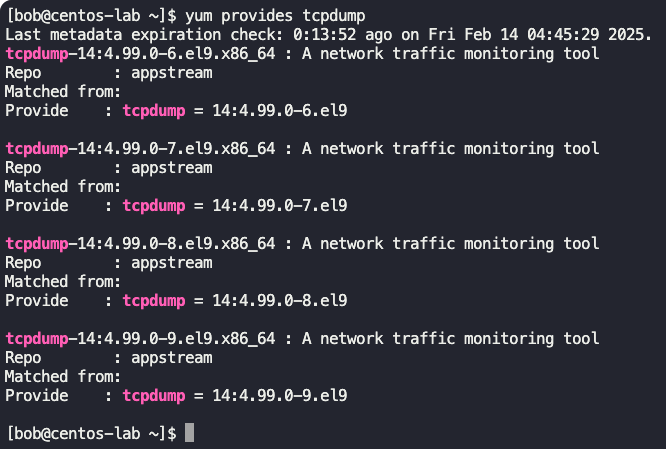 [bob@centos-lab ~]$ yum provides tcpdump
Last metadata expiration check: 0:13:52 ago on Fri Feb 14 04:45:29 2025.
tcpdump-14:4.99.0-6.el9.x86_64 : A network traffic monitoring tool
Repo        : appstream
Matched from:
Provide    : tcpdump = 14:4.99.0-6.el9

tcpdump-14:4.99.0-7.el9.x86_64 : A network traffic monitoring tool
Repo        : appstream
Matched from:
Provide    : tcpdump = 14:4.99.0-7.el9

tcpdump-14:4.99.0-8.el9.x86_64 : A network traffic monitoring tool
Repo        : appstream
Matched from:
Provide    : tcpdump = 14:4.99.0-8.el9

tcpdump-14:4.99.0-9.el9.x86_64 : A network traffic monitoring tool
Repo        : appstream
Matched from:
Provide    : tcpdump = 14:4.99.0-9.el9

[bob@centos-lab ~]$